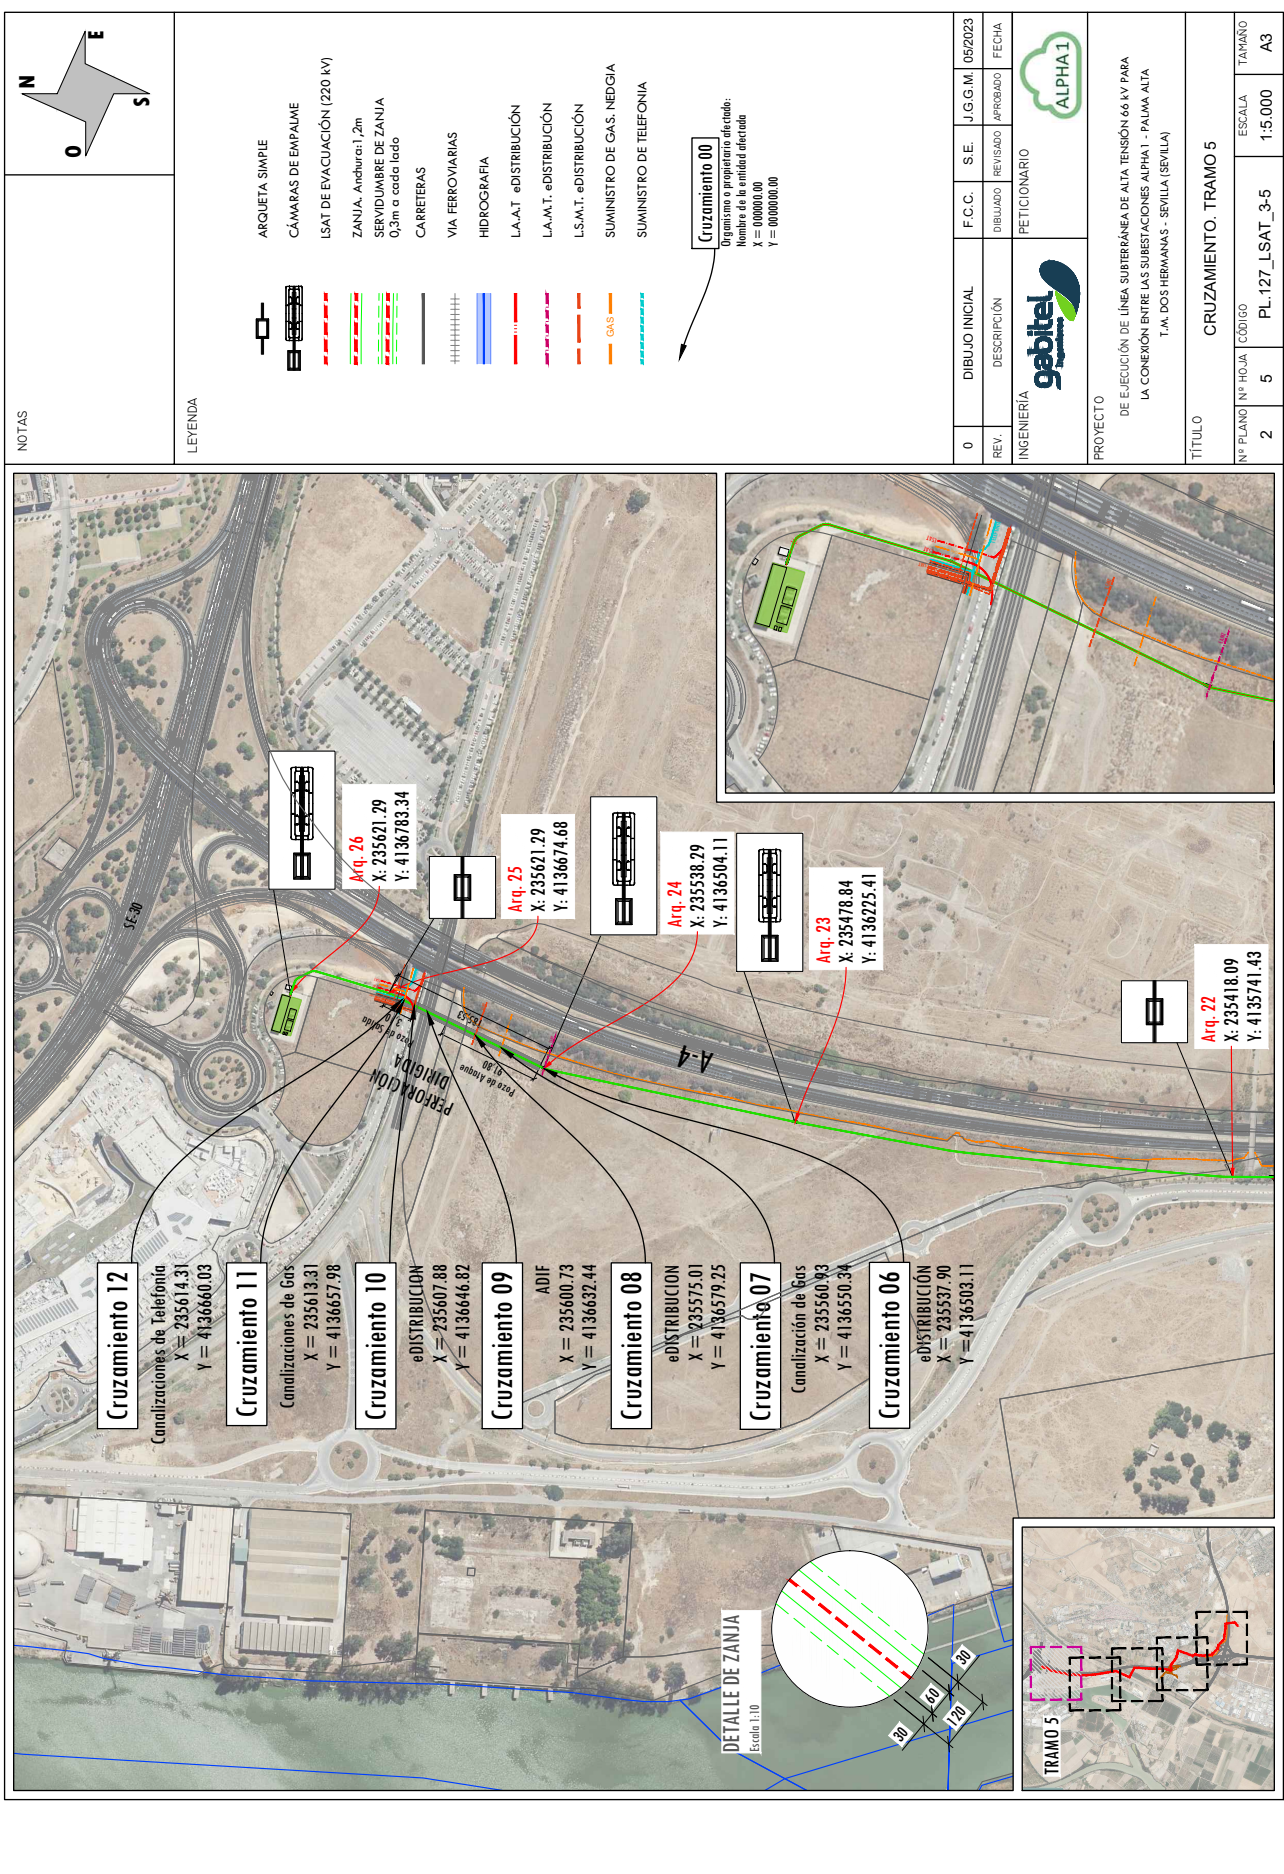 NOTAS
N
E
S
O
LEYENDA
ARQUETA SIMPLE
CÁMARAS DE EMPALME
LSAT DE EVACUACIÓN (220 kV)
ZANJA. Anchura:1,2m
SERVIDUMBRE DE ZANJA
0,3m a cada lado
CARRETERAS
VIA FERROVIARIAS
HIDROGRAFIA
L.A.A.T eDISTRIBUCIÓN
L.A.M.T. eDISTRIBUCIÓN
L.S.M.T. eDISTRIBUCIÓN
GAS
SUMINISTRO DE GAS. NEDGIA
SUMINISTRO DE TELEFONIA
Cruzamiento 00
Organismo o propietario afectado:
Nombre de la entidad afectada
X = 000000.00
Y = 0000000.00
0
DIBUJO INICIAL
F.C.C.
S.E.
J.G.G.M.
05/2023
REV.
DESCRIPCIÓN
DIBUJADO
REVISADO
APROBADO
FECHA
INGENIERÍA
gabitel
ingenieros
PETICIONARIO
ALPHA 1
PROYECTO
DE EJECUCIÓN DE LÍNEA SUBTERRÁNEA DE ALTA TENSIÓN 66 kV PARA
LA CONEXIÓN ENTRE LAS SUBESTACIONES ALPHA1 - PALMA ALTA
T.M. DOS HERMANAS - SEVILLA (SEVILLA)
TÍTULO
CRUZAMIENTO. TRAMO 5
Nº PLANO
2
Nº HOJA
5
CÓDIGO
PL.127_LSAT_3-5
ESCALA
1:5.000
TAMAÑO
A3
SE-30
A-4
Arq. 26
X: 235621.29
Y: 4136783.34
Arq. 25
X: 235621.29
Y: 4136674.68
Arq. 24
X: 235538.29
Y: 4136504.11
Arq. 23
X: 235478.84
Y: 4136225.41
Arq. 22
X: 235418.09
Y: 4135741.43
PERFORACIÓN
DIRIGIDA
Pozo de Salida
185,53
91,80
Pozo de Ataque
Cruzamiento 12
Canalizaciones de Telefonía
X = 235614.31
Y = 4136660.03
Cruzamiento 11
Canalizaciones de Gas
X = 235613.31
Y = 4136657.98
Cruzamiento 10
eDISTRIBUCION
X = 235607.88
Y = 4136646.82
Cruzamiento 09
ADIF
X = 235600.73
Y = 4136632.44
Cruzamiento 08
eDISTRIBUCION
X = 235575.01
Y = 4136579.25
Cruzamiento 07
Canalización de Gas
X = 235560.93
Y = 4136550.34
Cruzamiento 06
eDISTRIBUCIÓN
X = 235537.90
Y = 4136503.11
DETALLE DE ZANJA
Escala 1:10
30
60
30
120
TRAMO 5